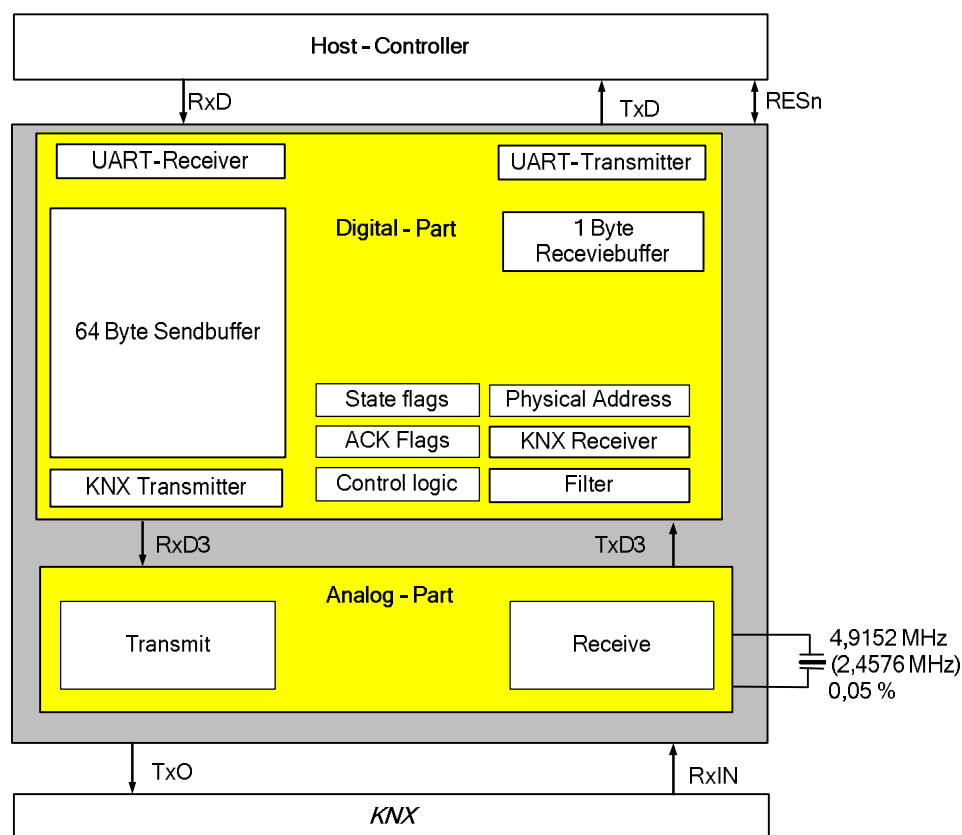 Host - Controller
RxD
TxD
RESn
UART-Receiver
UART-Transmitter
Digital - Part
1 Byte
Receviebuffer
64 Byte Sendbuffer
State flags
Physical Address
ACK Flags
KNX Receiver
KNX Transmitter
Control logic
Filter
RxD3
TxD3
Analog - Part
Transmit
Receive
4,9152 MHz
(2,4576 MHz)
0,05 %
TxO
RxIN
KNX